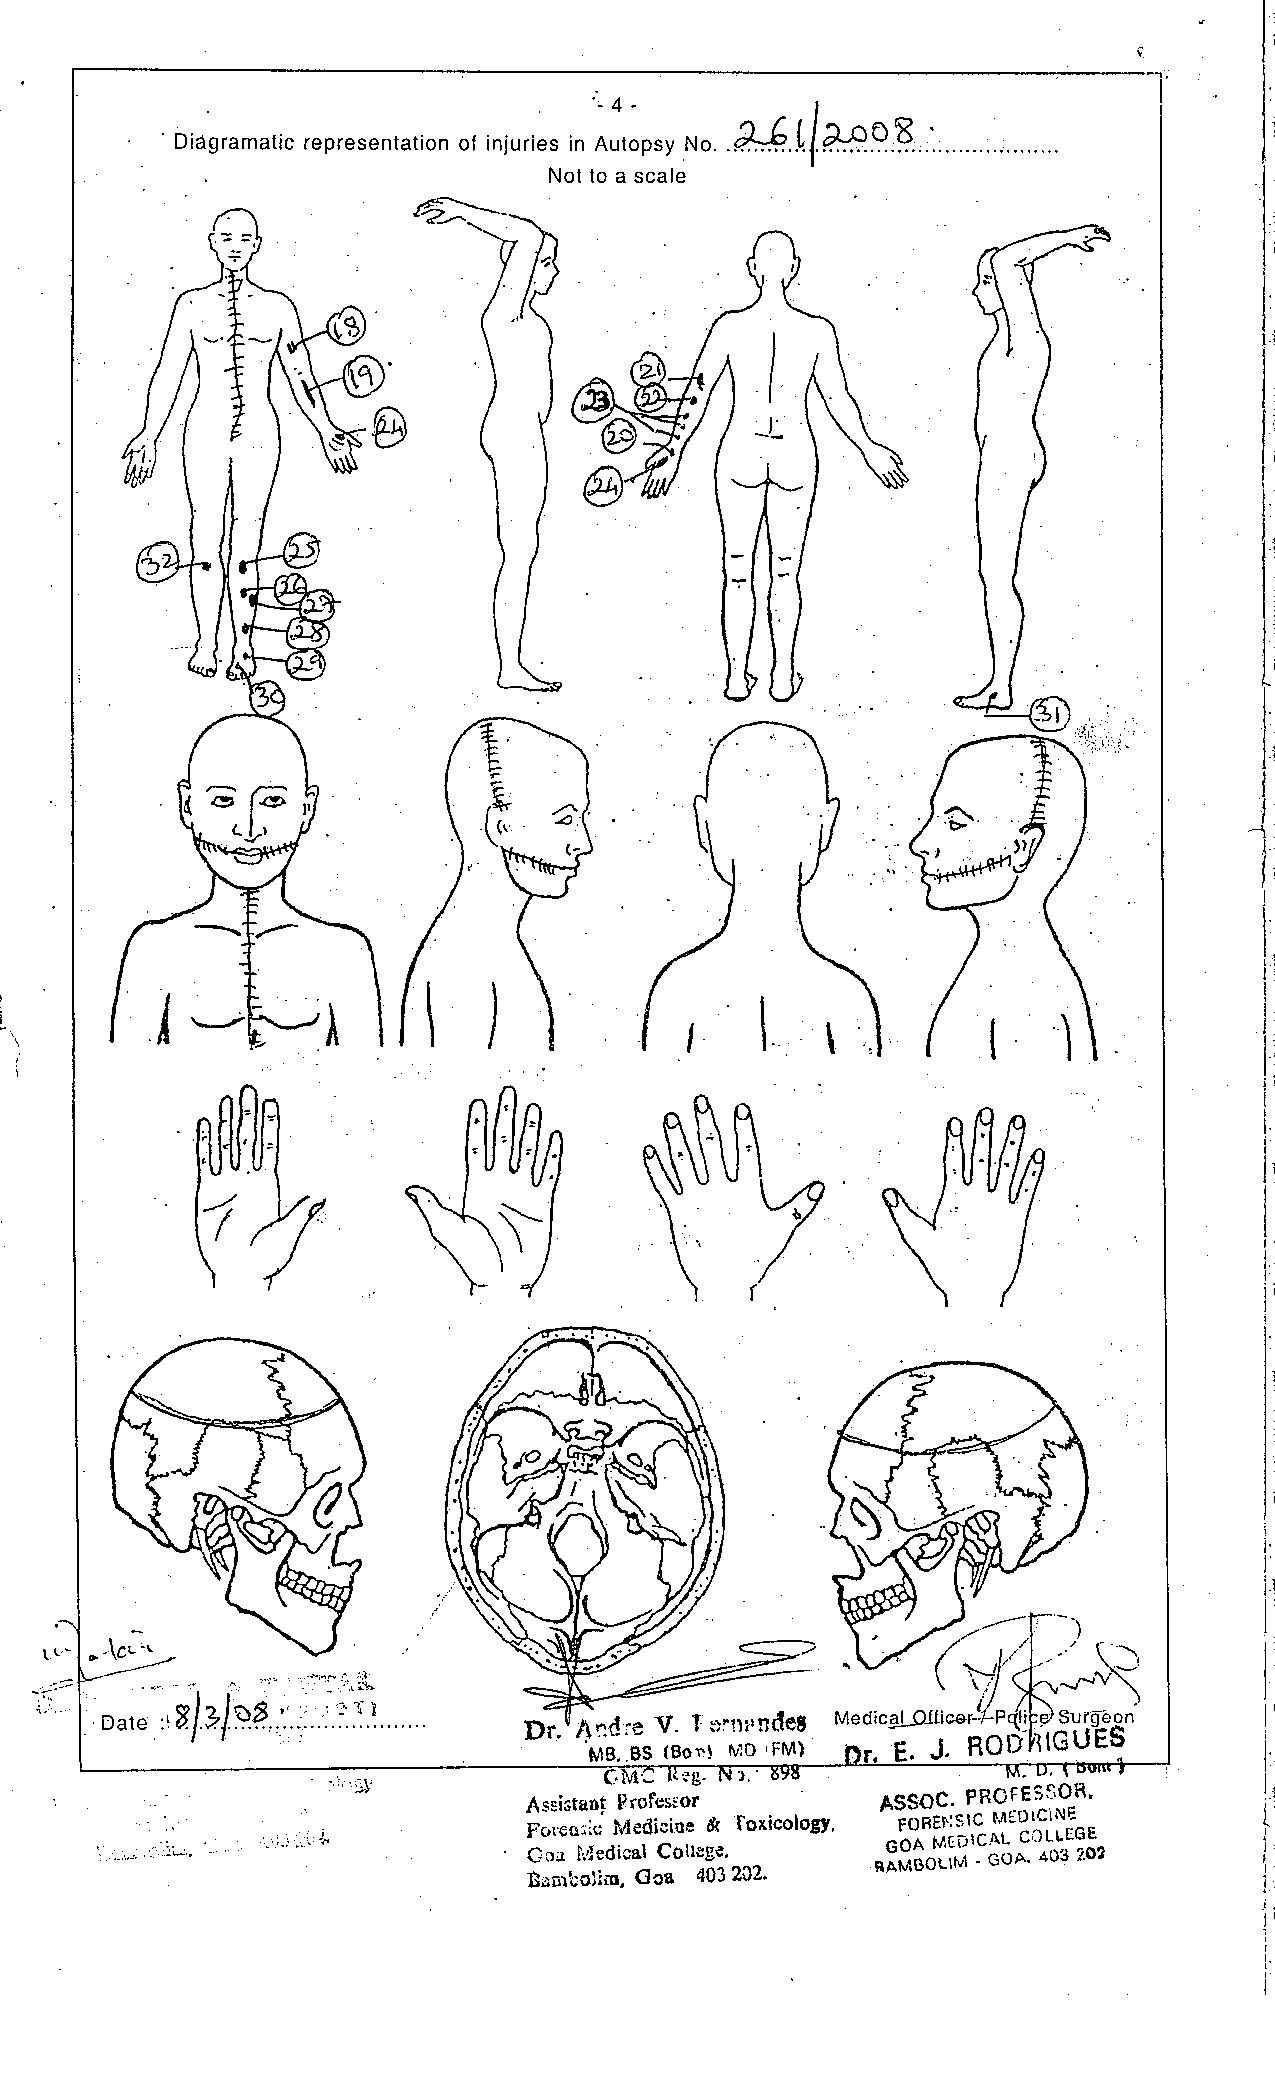 - 4 -
Diagramatic representation of injuries in Autopsy No. 261/2008
Not to a scale
18
19
24
21
22
23
20
24
32
25
26
27
28
29
30
31
Date : 18/3/08
Dr. Andre V. Fernandes
MB. BS (Bom) MD (FM)
GMC Reg. No. 898
Assistant Professor
Forensic Medicine & Toxicology,
Goa Medical College,
Bambolim, Goa 403 202.
Medical Officer / Police Surgeon
Dr. E. J. RODRIGUES
M. D. ( Bom )
ASSOC. PROFESSOR,
FORENSIC MEDICINE
GOA MEDICAL COLLEGE
BAMBOLIM - GOA. 403 202